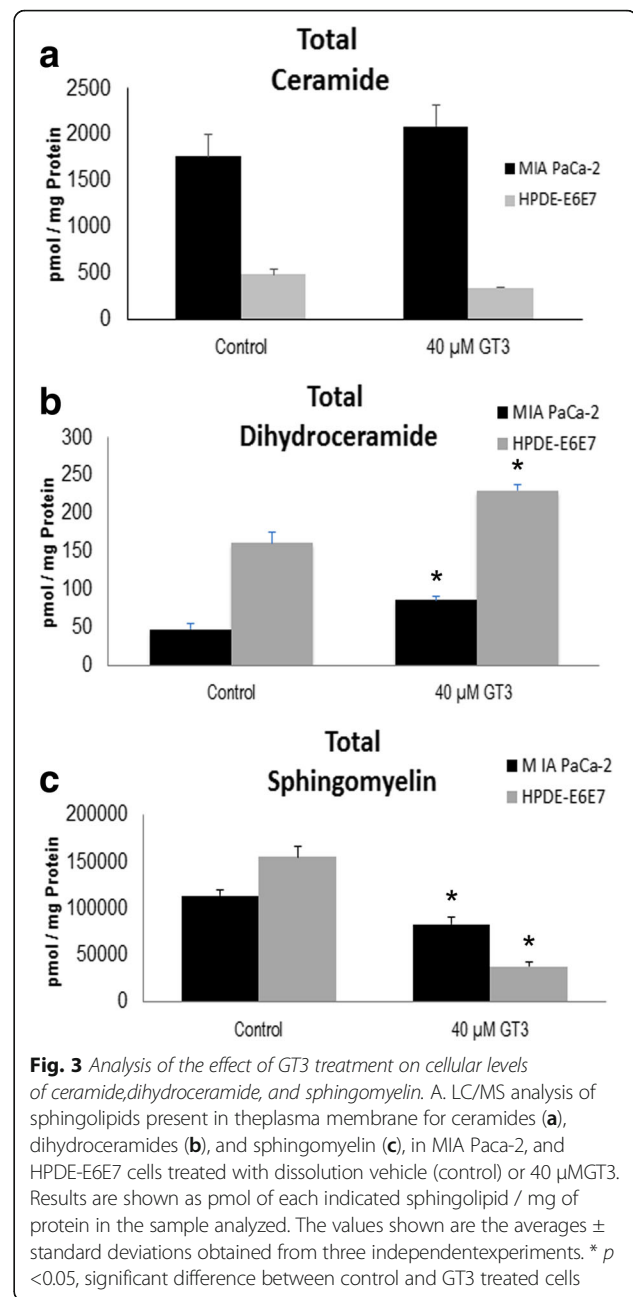 a
Total
Ceramide
2500
2000
1500
1000
500
0
pmol / mg Protein
MIA PaCa-2
HPDE-E6E7
Control
40 µM GT3
b
Total
Dihydroceramide
MIA PaCa-2
HPDE-E6E7
300
250
200
150
100
50
0
pmol / mg Protein
*
*
Control
40 µM GT3
c
Total
Sphingomyelin
M IA PaCa-2
HPDE-E6E7
200000
150000
100000
50000
0
pmol / mg Protein
*
*
Control
40 µM GT3
Fig. 3 Analysis of the effect of GT3 treatment on cellular levels
of ceramide,dihydroceramide, and sphingomyelin. A. LC/MS analysis of
sphingolipids present in theplasma membrane for ceramides (a),
dihydroceramides (b), and sphingomyelin (c), in MIA Paca-2, and
HPDE-E6E7 cells treated with dissolution vehicle (control) or 40 µMGT3.
Results are shown as pmol of each indicated sphingolipid / mg of
protein in the sample analyzed. The values shown are the averages ±
standard deviations obtained from three independentexperiments. * p
<0.05, significant difference between control and GT3 treated cells